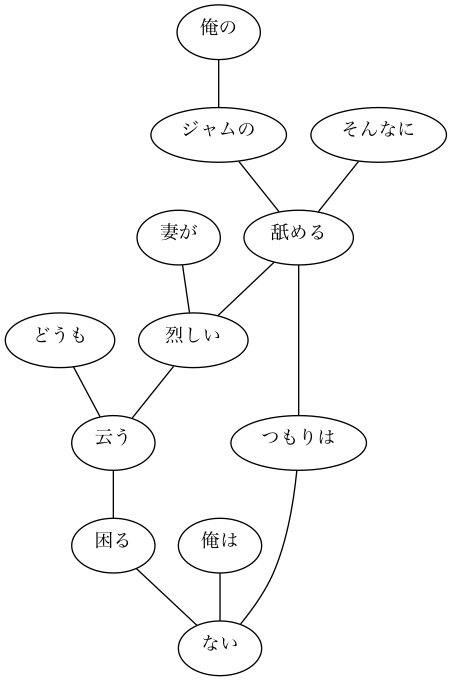 俺の
ジャムの
そんなに
妻が
舐める
どうも
烈しい
云う
つもりは
困る
俺は
ない